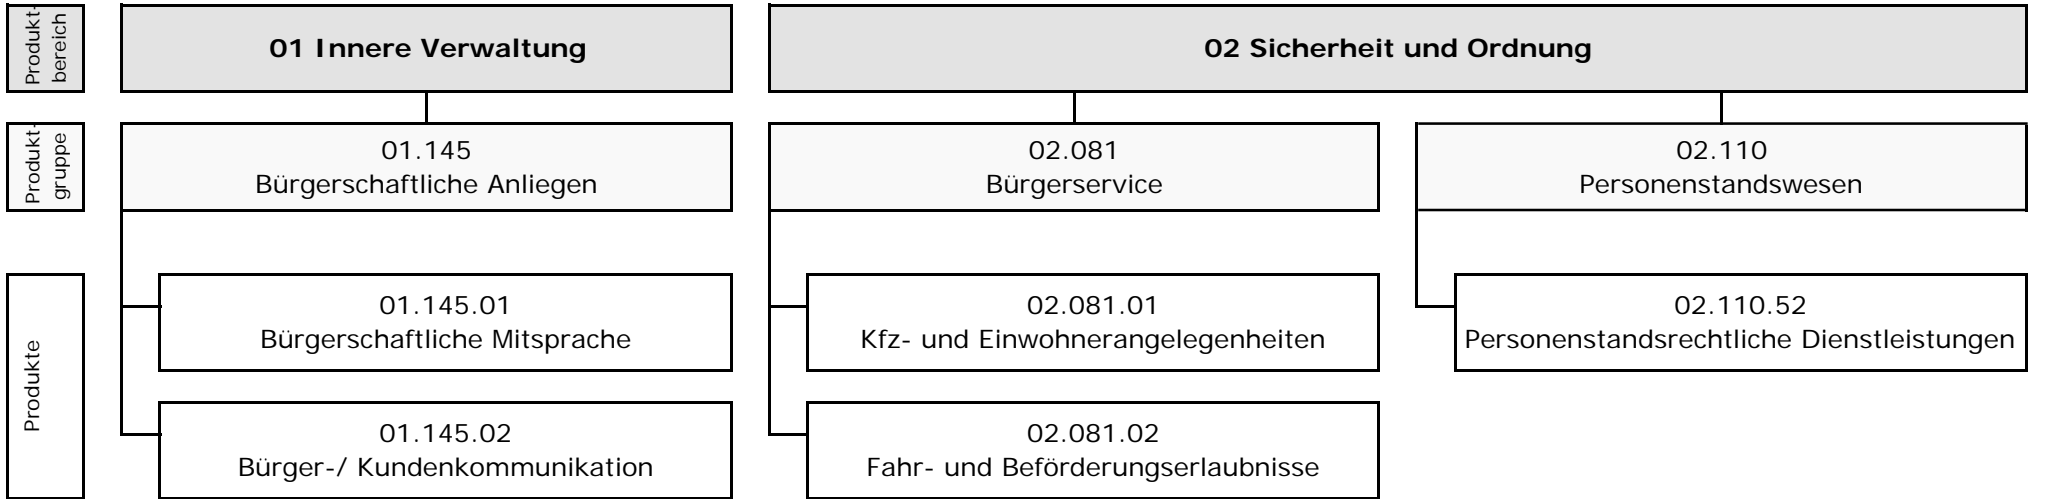 Produkt-
bereich
01 Innere Verwaltung
02 Sicherheit und Ordnung
Produkt-
gruppe
01.145
Bürgerschaftliche Anliegen
02.081
Bürgerservice
02.110
Personenstandswesen
Produkte
01.145.01
Bürgerschaftliche Mitsprache
02.081.01
Kfz- und Einwohnerangelegenheiten
02.110.52
Personenstandsrechtliche Dienstleistungen
01.145.02
Bürger-/ Kundenkommunikation
02.081.02
Fahr- und Beförderungserlaubnisse